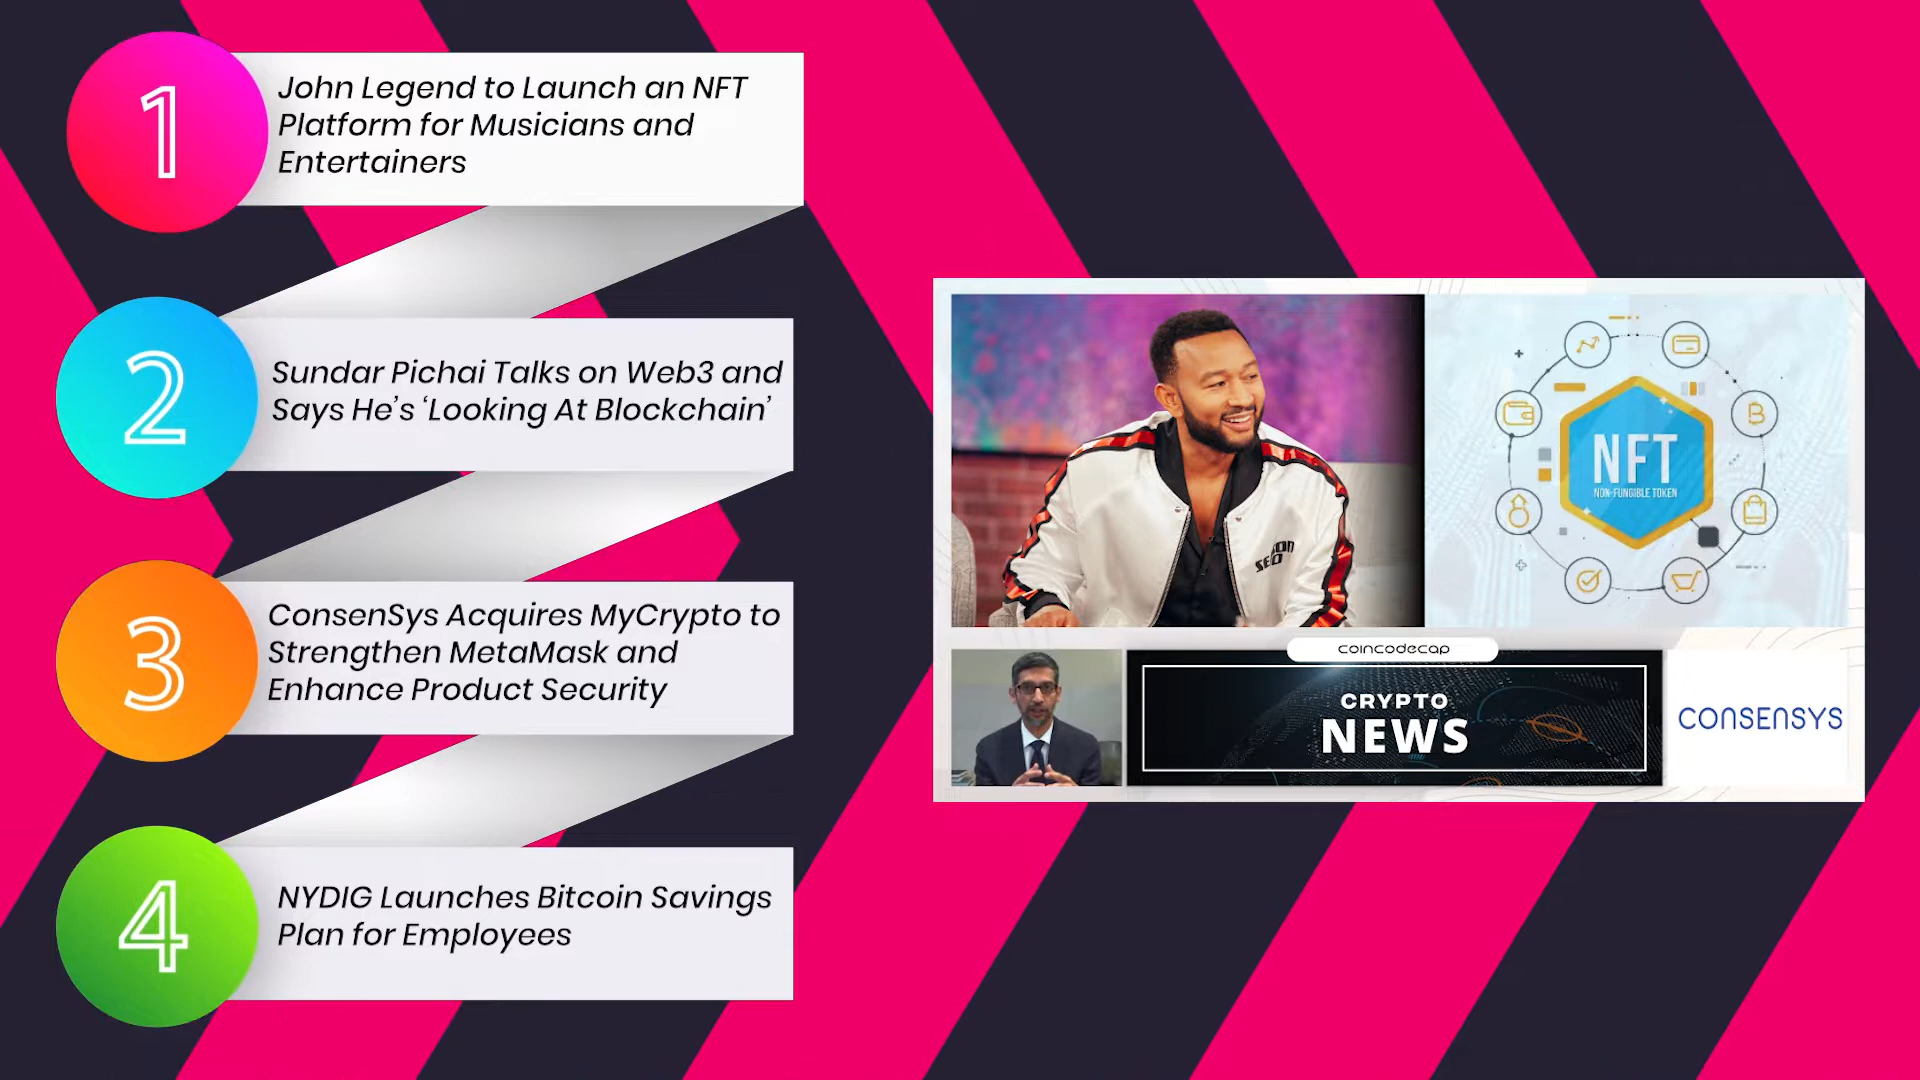 1
John Legend to Launch an NFT
Platform for Musicians and
Entertainers
2
Sundar Pichai Talks on Web3 and
Says He's ‘Looking At Blockchain’
3
ConsenSys Acquires MyCrypto to
Strengthen MetaMask and
Enhance Product Security
4
NYDIG Launches Bitcoin Savings
Plan for Employees
NFT
NON-FUNGIBLE TOKEN
coincodecap
CRYPTO
NEWS
CONSENSYS